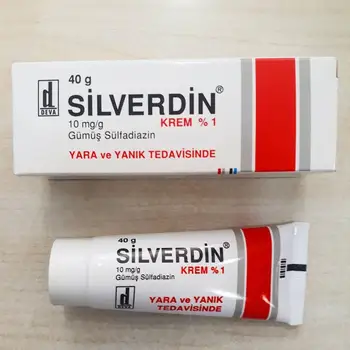 40 g
SİLVERDİN®
10 mg/g KREM % 1
Gümüş Sülfadiazin
YARA ve YANIK TEDAVİSİNDE
d
DEVA
40 g
SİLVERDİN®
10 mg/g KREM %1
Gümüş Sülfadiazin
YARA ve YANIK
TEDAVİSİNDE
d
DEVA